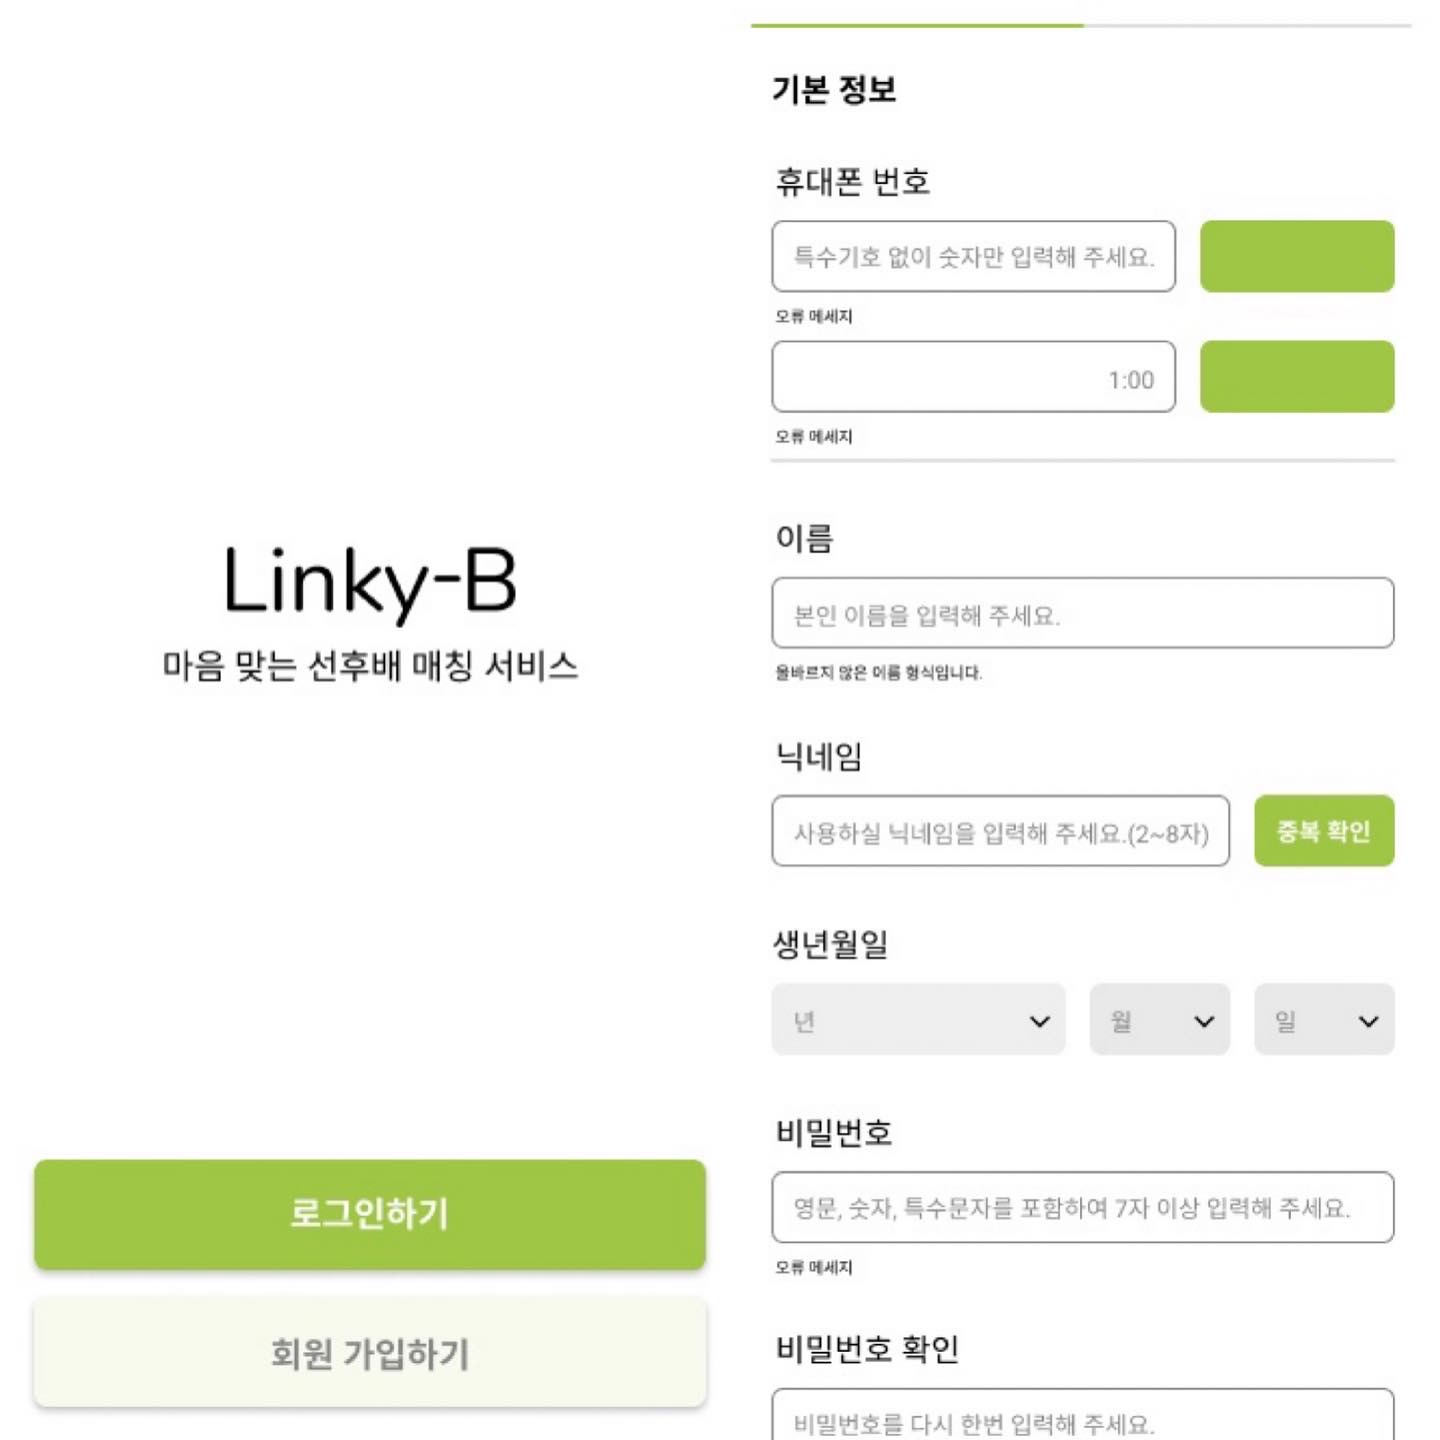 Linky-B
마음 맞는 선후배 매칭 서비스
로그인하기
회원 가입하기
기본 정보
휴대폰 번호
특수기호 없이 숫자만 입력해 주세요.
오류 메세지
1:00
오류 메세지
이름
본인 이름을 입력해 주세요.
올바르지 않은 이름 형식입니다.
닉네임
사용하실 닉네임을 입력해 주세요.(2~8자)
중복 확인
생년월일
년 월 일
비밀번호
영문, 숫자, 특수문자를 포함하여 7자 이상 입력해 주세요.
오류 메세지
비밀번호 확인
비밀번호를 다시 한번 입력해 주세요.